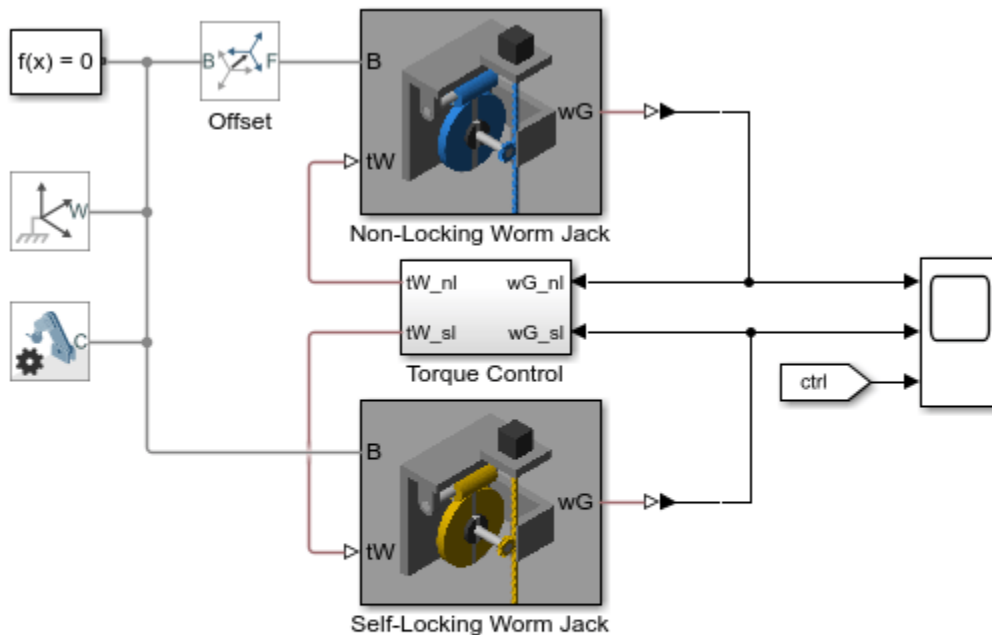 f(x) = 0
B
F
Offset
B
wG
tW
Non-Locking Worm Jack
W
tW_nl
wG_nl
tW_sl
wG_sl
Torque Control
C
ctrl
B
wG
tW
Self-Locking Worm Jack